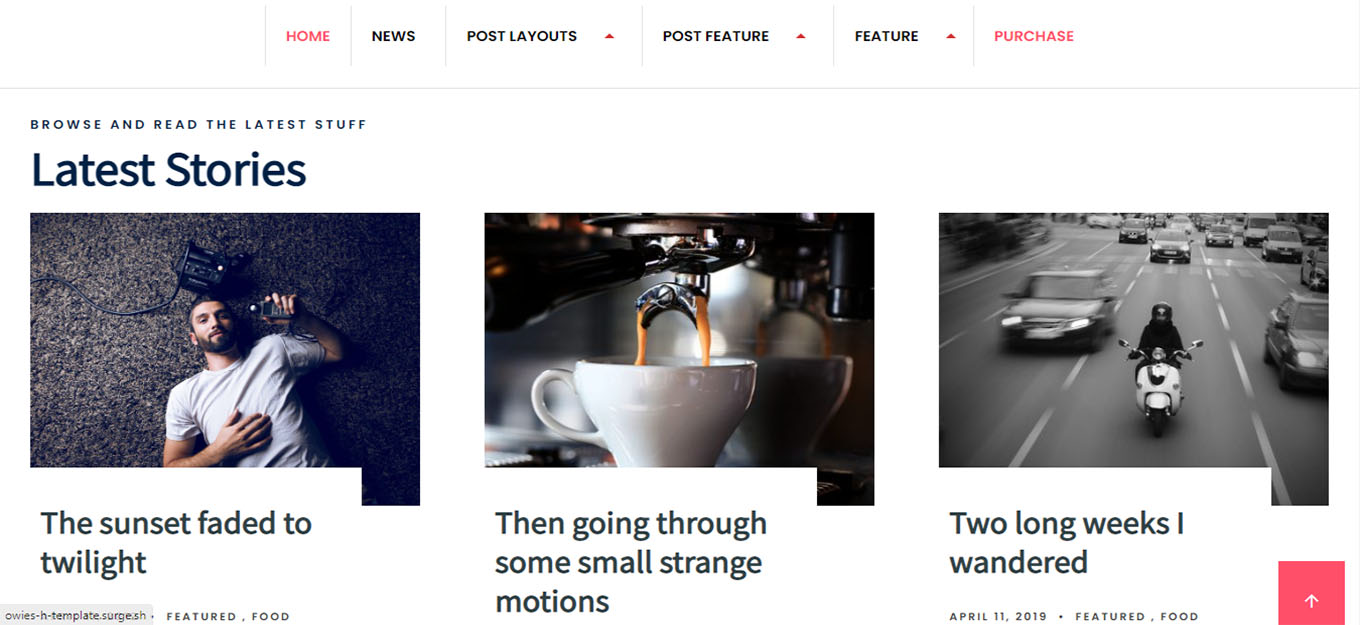 HOME NEWS POST LAYOUTS POST FEATURE FEATURE PURCHASE
BROWSE AND READ THE LATEST STUFF
Latest Stories
The sunset faded to
twilight
FEATURED , FOOD
Then going through
some small strange
motions
Two long weeks I
wandered
APRIL 11, 2019 • FEATURED , FOOD
owies-h-template.surge.sh